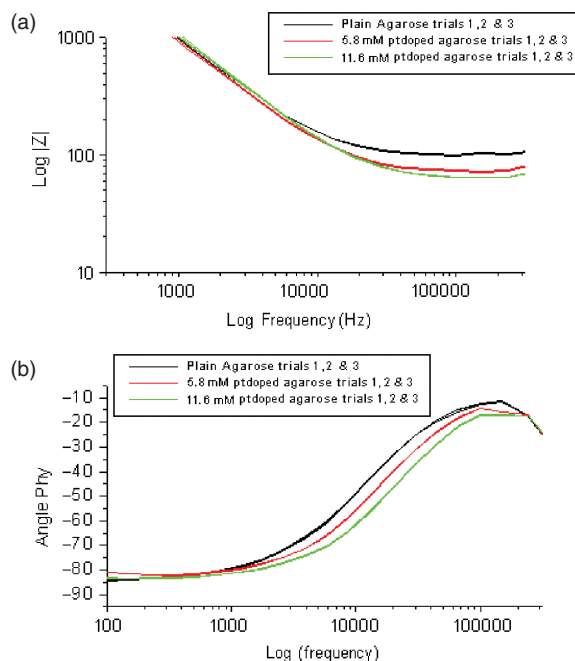 (a)
Plain Agarose trials 1,2 & 3
5.8 mM ptdoped agarose trials 1,2 & 3
11.6 mM ptdoped agarose trials 1,2 & 3
1000
100
10
Log |Z|
1000 10000 100000
Log Frequency (Hz)
(b)
Plain Agarose trials 1,2 & 3
5.8 mM ptdoped agarose trials 1,2 & 3
11.6 mM ptdoped agarose trials 1,2 & 3
−10
−20
−30
−40
−50
−60
−70
−80
−90
Angle Phy
100 1000 10000 100000
Log (frequency)